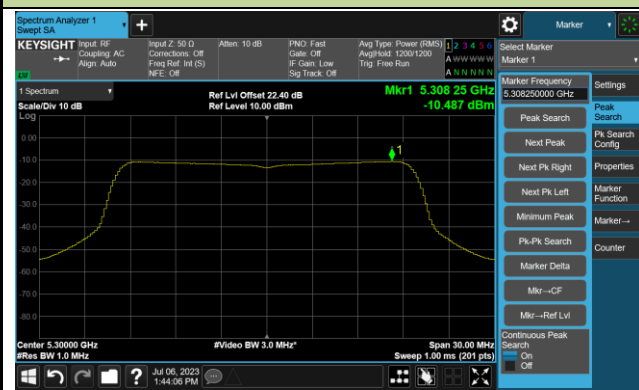 Spectrum Analyzer 1
Swept SA
+
Marker
KEYSIGHT
Input: RF
Coupling: AC
Align: Auto
Input Z: 50 Ω
Corrections: Off
Freq Ref: Int (S)
NFE: Off
Atten: 10 dB
PNO: Fast
Gate: Off
IF Gain: Low
Sig Track: Off
Avg Type: Power (RMS)
Avg|Hold: 1200/1200
Trig: Free Run
1 2 3 4 5 6
A W W W W W
A N N N N N
LXI
Select Marker
Marker 1
1 Spectrum
Scale/Div 10 dB
Log
Ref Lvl Offset 22.40 dB
Ref Level 10.00 dBm
Mkr1 5.308 25 GHz
-10.487 dBm
1
0.00
-10.0
-20.0
-30.0
-40.0
-50.0
-60.0
-70.0
-80.0
Center 5.30000 GHz
#Res BW 1.0 MHz
#Video BW 3.0 MHz*
Span 30.00 MHz
Sweep 1.00 ms (201 pts)
Marker Frequency
5.308250000 GHz
Peak Search
Next Peak
Next Pk Right
Next Pk Left
Minimum Peak
Pk-Pk Search
Marker Delta
Mkr→CF
Mkr→Ref Lvl
Continuous Peak
Search
On
Off
Settings
Peak
Search
Pk Search
Config
Properties
Marker
Function
Marker→
Counter
?
Jul 06, 2023
1:44:06 PM